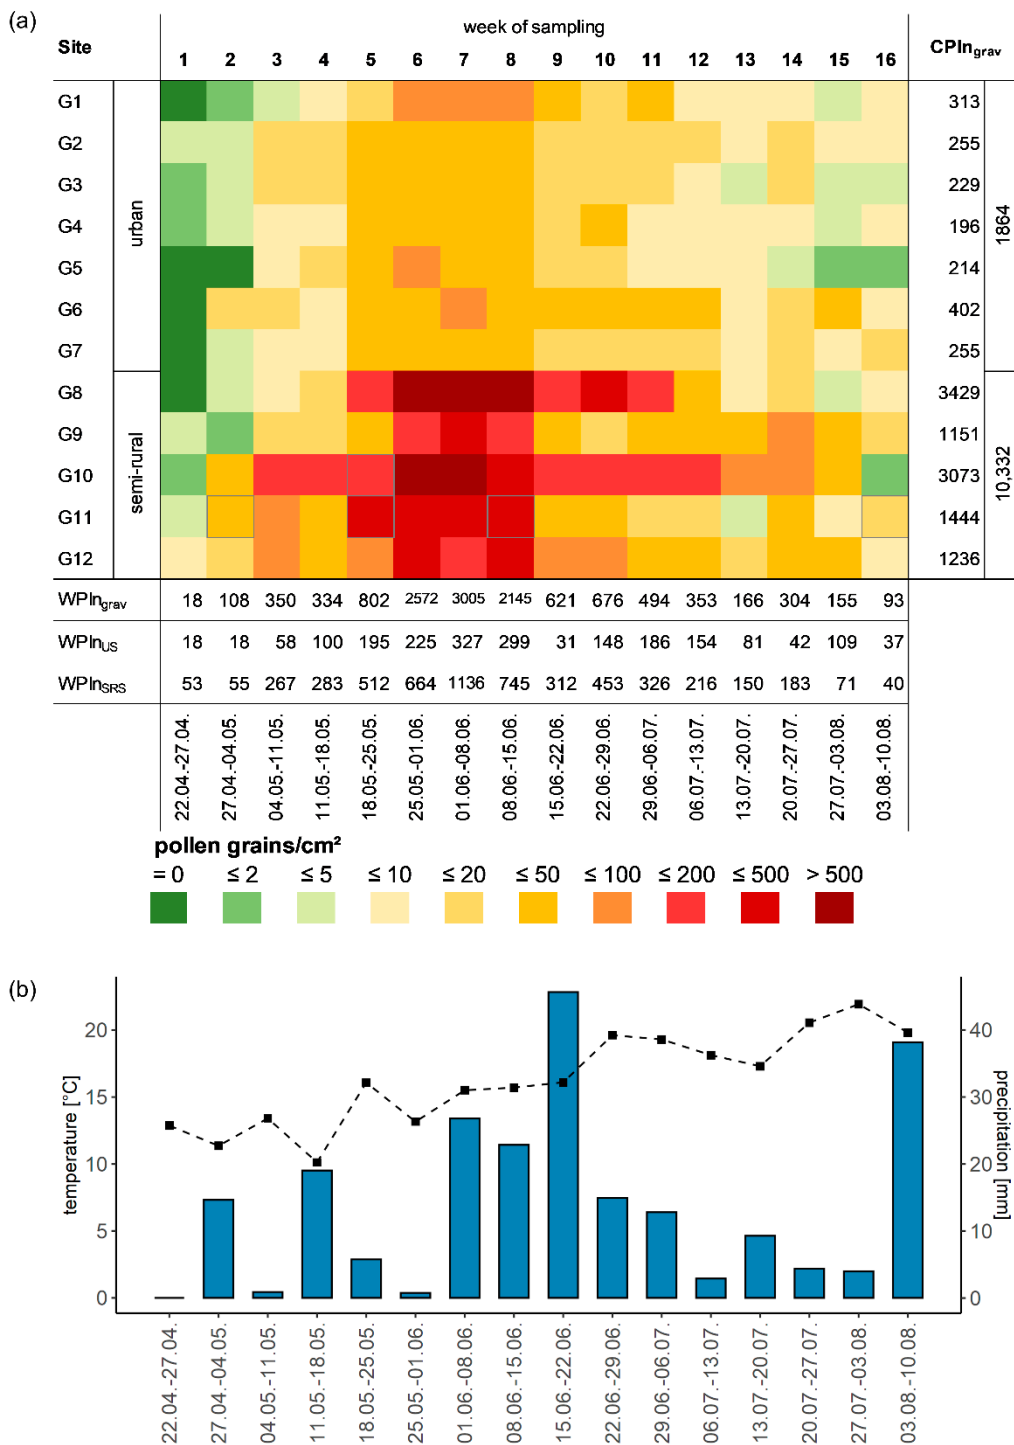 (a)
week of sampling
Site 1 2 3 4 5 6 7 8 9 10 11 12 13 14 15 16 CPIngrav
G1 313
G2 255
G3 229
G4 196
G5 214
G6 402
G7 255
urban
1864
G8 3429
G9 1151
G10 3073
G11 1444
G12 1236
semi-rural
10,332
WPIngrav 18 108 350 334 802 2572 3005 2145 621 676 494 353 166 304 155 93
WPInUS 18 18 58 100 195 225 327 299 31 148 186 154 81 42 109 37
WPInSRS 53 55 267 283 512 664 1136 745 312 453 326 216 150 183 71 40
22.04.-27.04. 27.04.-04.05. 04.05.-11.05. 11.05.-18.05. 18.05.-25.05. 25.05.-01.06. 01.06.-08.06. 08.06.-15.06. 15.06.-22.06. 22.06.-29.06. 29.06.-06.07. 06.07.-13.07. 13.07.-20.07. 20.07.-27.07. 27.07.-03.08. 03.08.-10.08.
pollen grains/cm²
= 0 ≤ 2 ≤ 5 ≤ 10 ≤ 20 ≤ 50 ≤ 100 ≤ 200 ≤ 500 > 500
(b)
temperature [°C]
20
15
10
5
0
40
30
20
10
0
precipitation [mm]
22.04.-27.04. 27.04.-04.05. 04.05.-11.05. 11.05.-18.05. 18.05.-25.05. 25.05.-01.06. 01.06.-08.06. 08.06.-15.06. 15.06.-22.06. 22.06.-29.06. 29.06.-06.07. 06.07.-13.07. 13.07.-20.07. 20.07.-27.07. 27.07.-03.08. 03.08.-10.08.